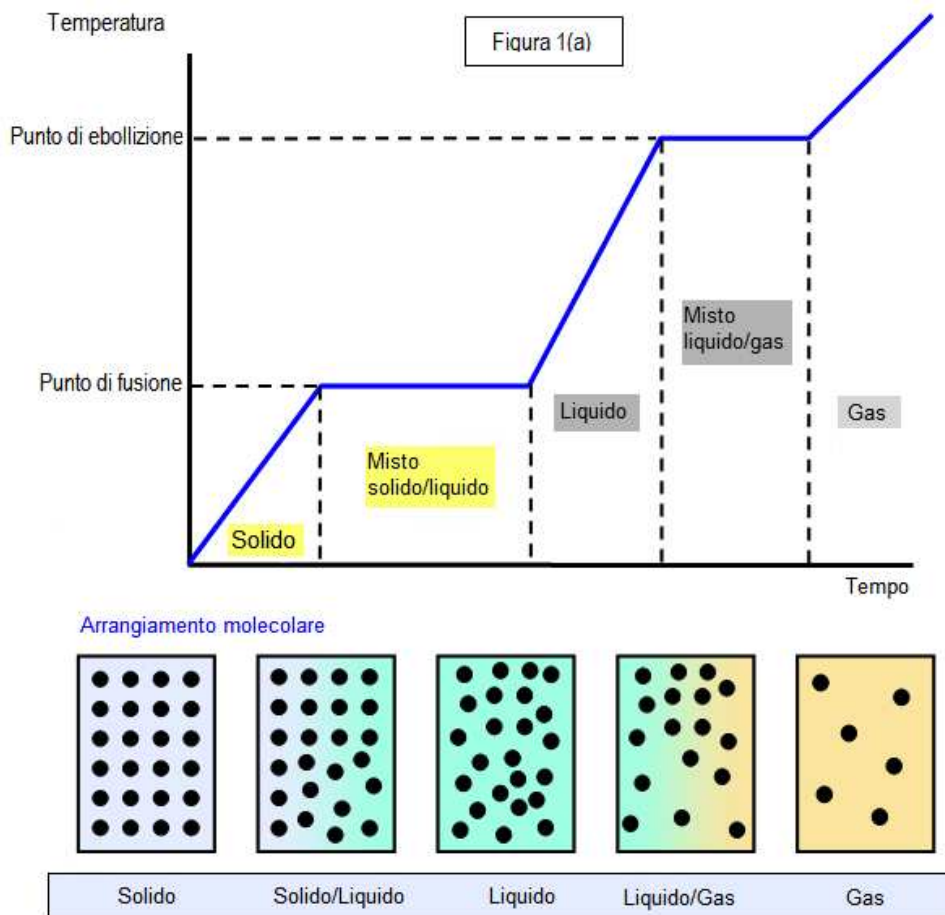 Temperatura
Figura 1(a)
Punto di ebollizione
Misto
liquido/gas
Punto di fusione
Liquido
Gas
Misto
solido/liquido
Solido
Tempo
Arrangiamento molecolare
Solido
Solido/Liquido
Liquido
Liquido/Gas
Gas